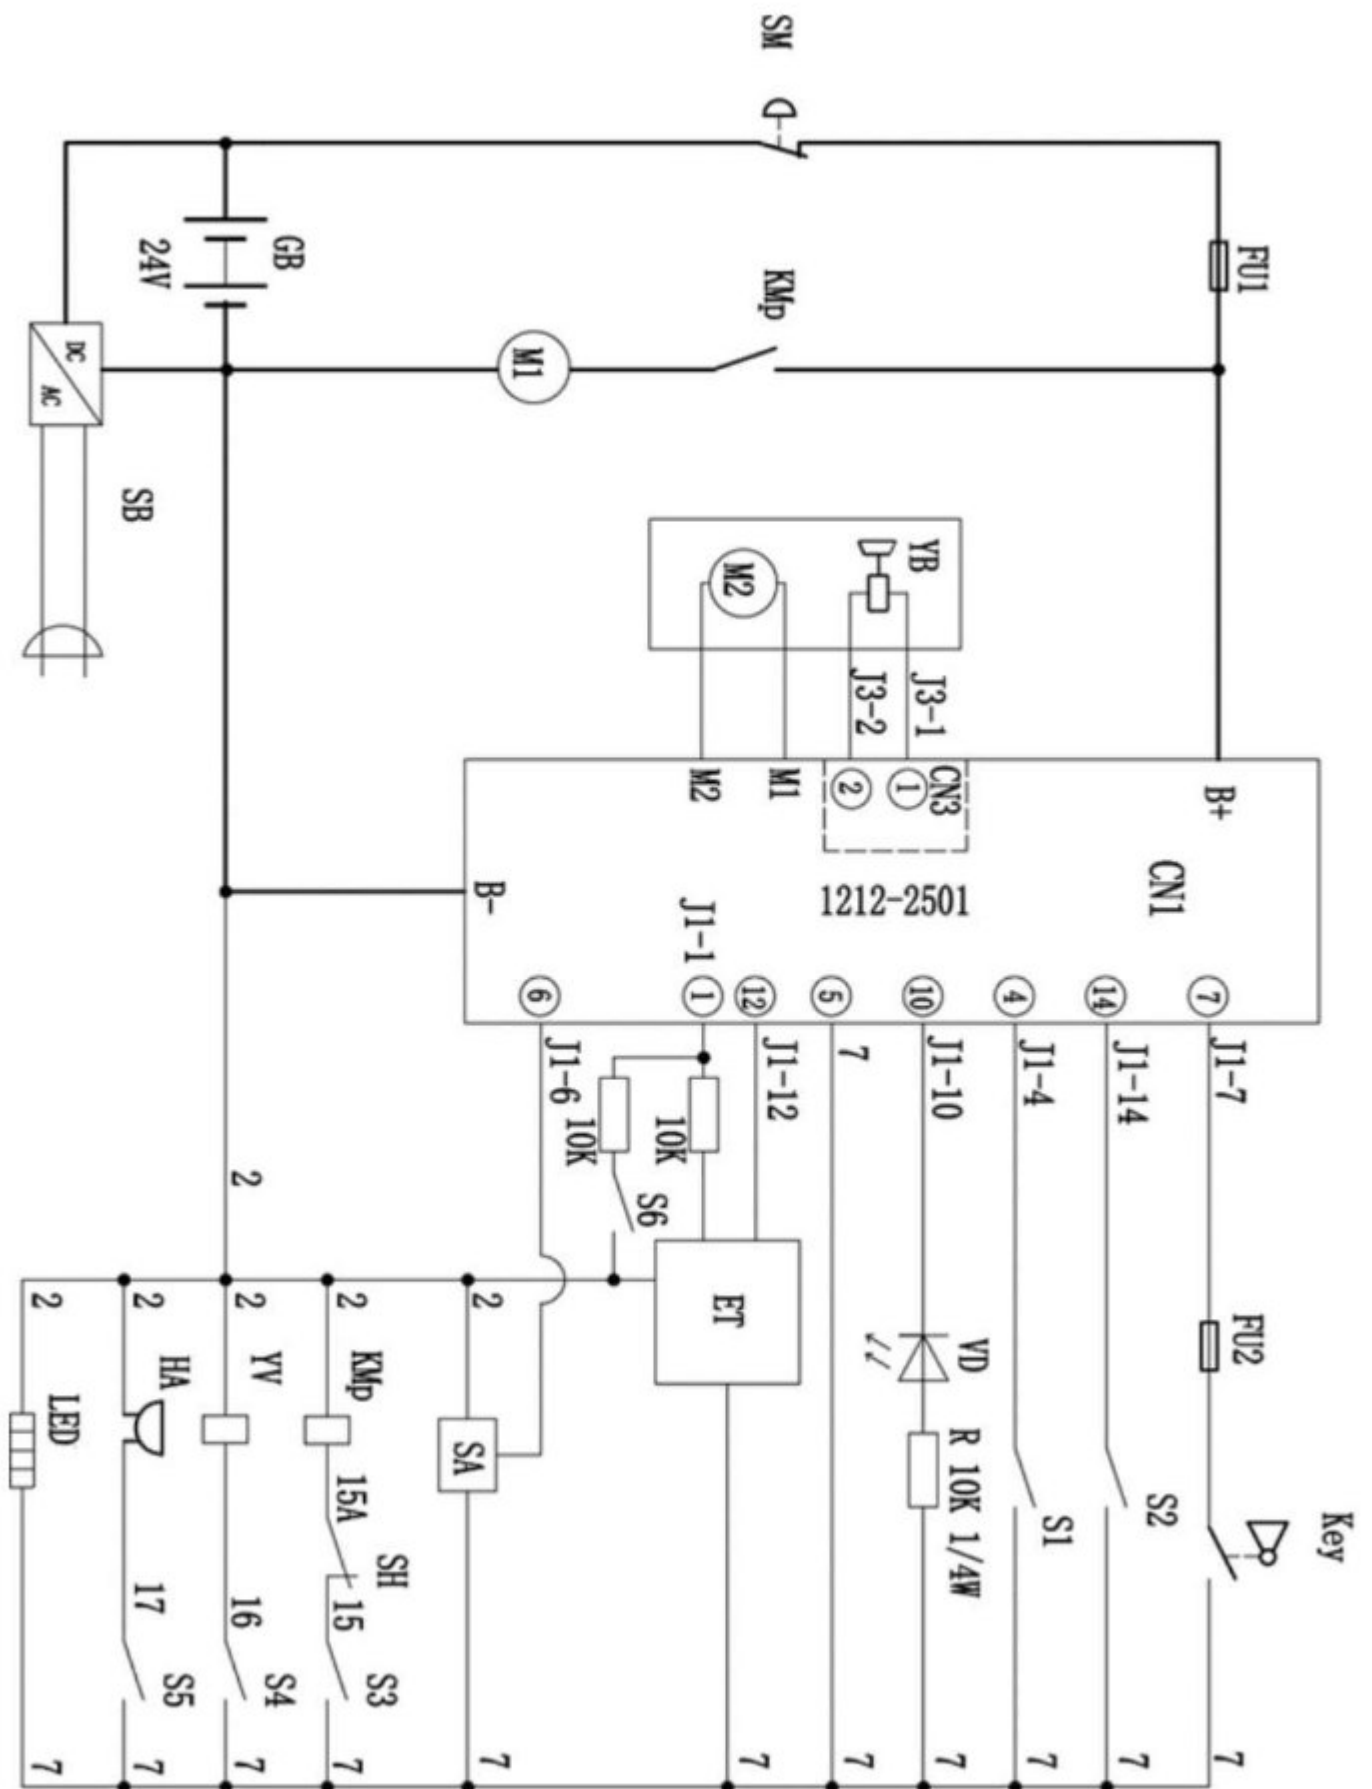 SM
FU1
KMp
GB
24V
M1
DC
AC
SB
YB
M2
J3-1
J3-2
B+
CN3
1
2
M1
M2
CN1
1212-2501
B-
J1-1
6
1
12
5
10
4
14
7
J1-6
J1-12
7
J1-10
J1-4
J1-14
J1-7
10K
10K
S6
2
ET
FU2
VD
2
2
2
2
2
HA
YV
KMp
LED
SA
R 10K 1/4W
S1
S2
Key
15A
SH
15
16
17
S5
S4
S3
7
7
7
7
7
7
7
7
7
7
7